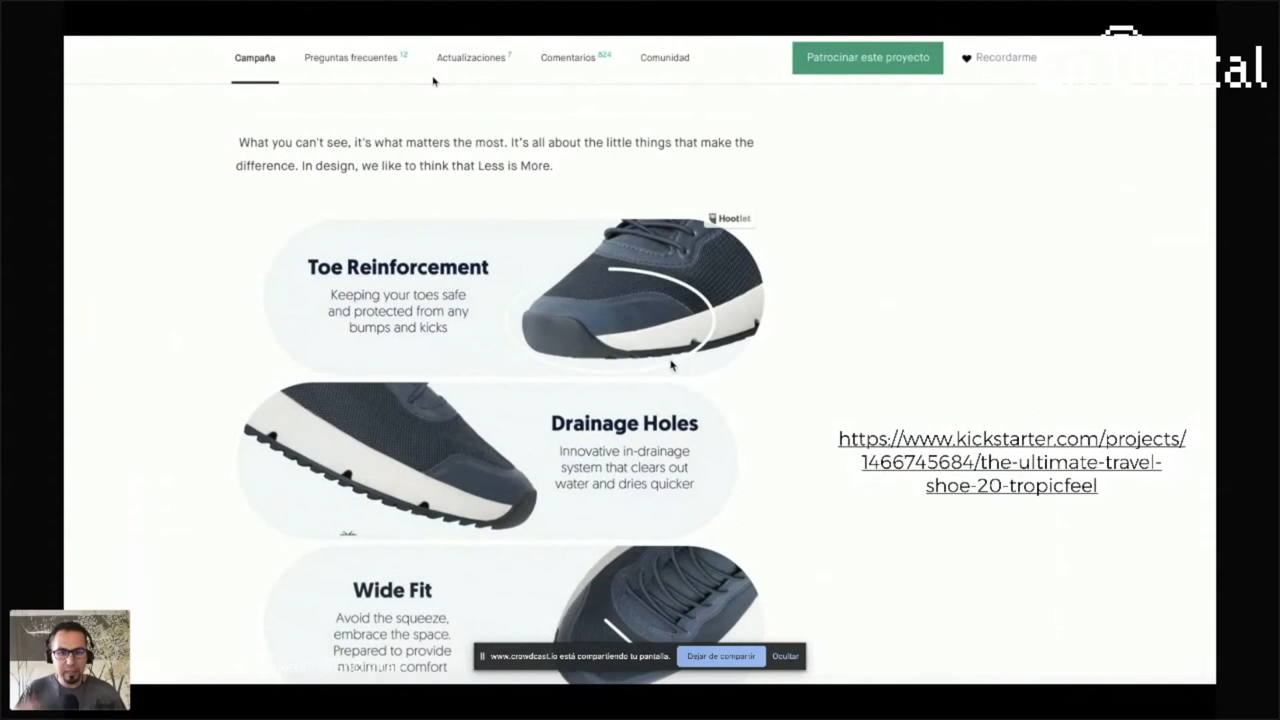 Campaña
Preguntas frecuentes 12
Actualizaciones 7
Comentarios 824
Comunidad
Patrocinar este proyecto
Recordarme
What you can't see, it's what matters the most. It's all about the little things that make the
difference. In design, we like to think that Less is More.
Hootlet
Toe Reinforcement
Keeping your toes safe
and protected from any
bumps and kicks
Drainage Holes
Innovative in-drainage
system that clears out
water and dries quicker
https://www.kickstarter.com/projects/
1466745684/the-ultimate-travel-
shoe-20-tropicfeel
Wide Fit
Avoid the squeeze,
embrace the space.
Prepared to provide
maximum comfort
www.crowdcast.io está compartiendo tu pantalla.
Dejar de compartir
Ocultar